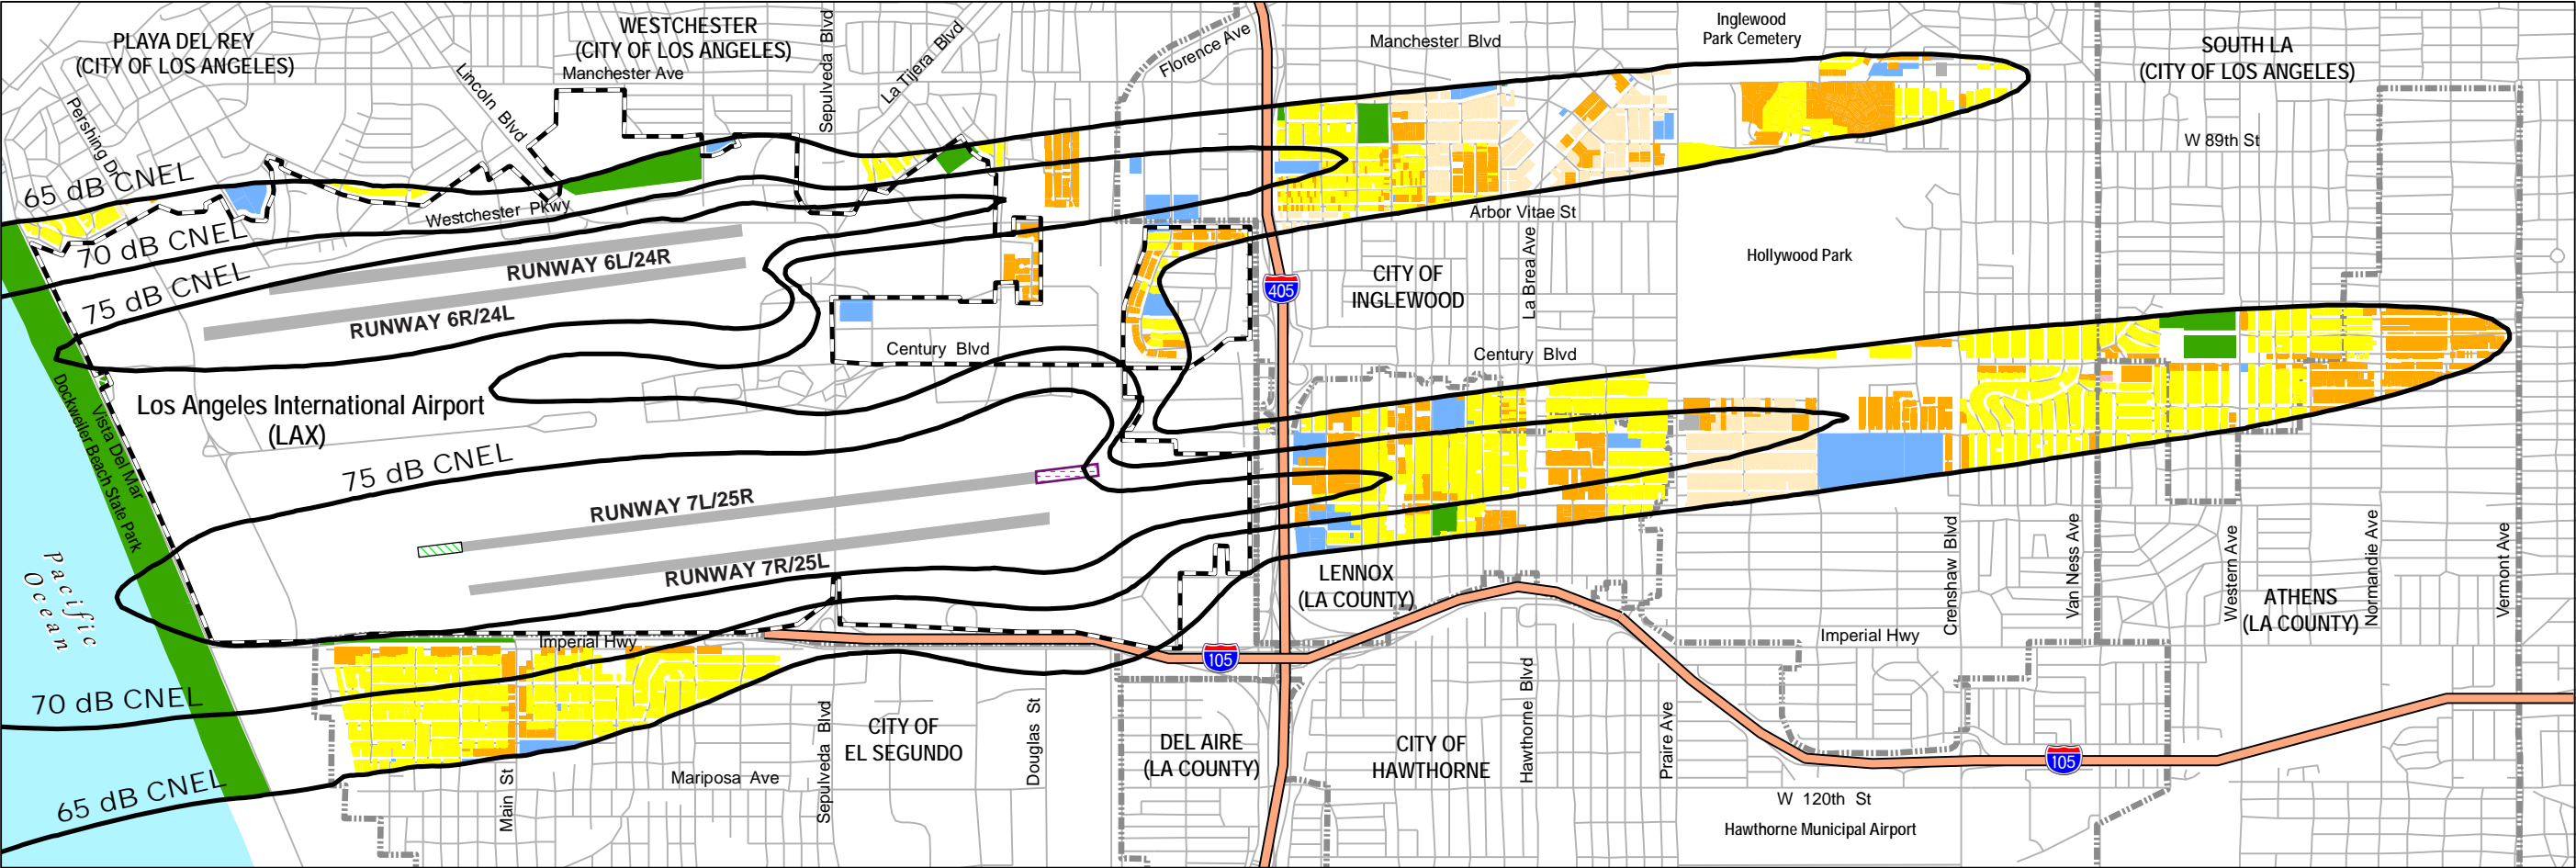 PLAYA DEL REY
(CITY OF LOS ANGELES)
WESTCHESTER
(CITY OF LOS ANGELES)
Manchester Ave
Sepulveda Blvd
La Tijera Blvd
Florence Ave
Manchester Blvd
Inglewood
Park Cemetery
SOUTH LA
(CITY OF LOS ANGELES)
Pershing Dr
Lincoln Blvd
W 89th St
65 dB CNEL
Westchester Pkwy
70 dB CNEL
75 dB CNEL
RUNWAY 6L/24R
RUNWAY 6R/24L
Arbor Vitae St
La Brea Ave
Hollywood Park
CITY OF
INGLEWOOD
405
Century Blvd
Century Blvd
Los Angeles International Airport
(LAX)
Vista Del Mar
Dockweiler Beach State Park
75 dB CNEL
RUNWAY 7L/25R
RUNWAY 7R/25L
Pacific
Ocean
LENNOX
(LA COUNTY)
Crenshaw Blvd
Van Ness Ave
Western Ave
Normandie Ave
Vermont Ave
ATHENS
(LA COUNTY)
Imperial Hwy
Imperial Hwy
105
70 dB CNEL
65 dB CNEL
Main St
Mariposa Ave
Sepulveda Blvd
CITY OF
EL SEGUNDO
Douglas St
DEL AIRE
(LA COUNTY)
CITY OF
HAWTHORNE
Hawthorne Blvd
Praire Ave
105
W 120th St
Hawthorne Municipal Airport